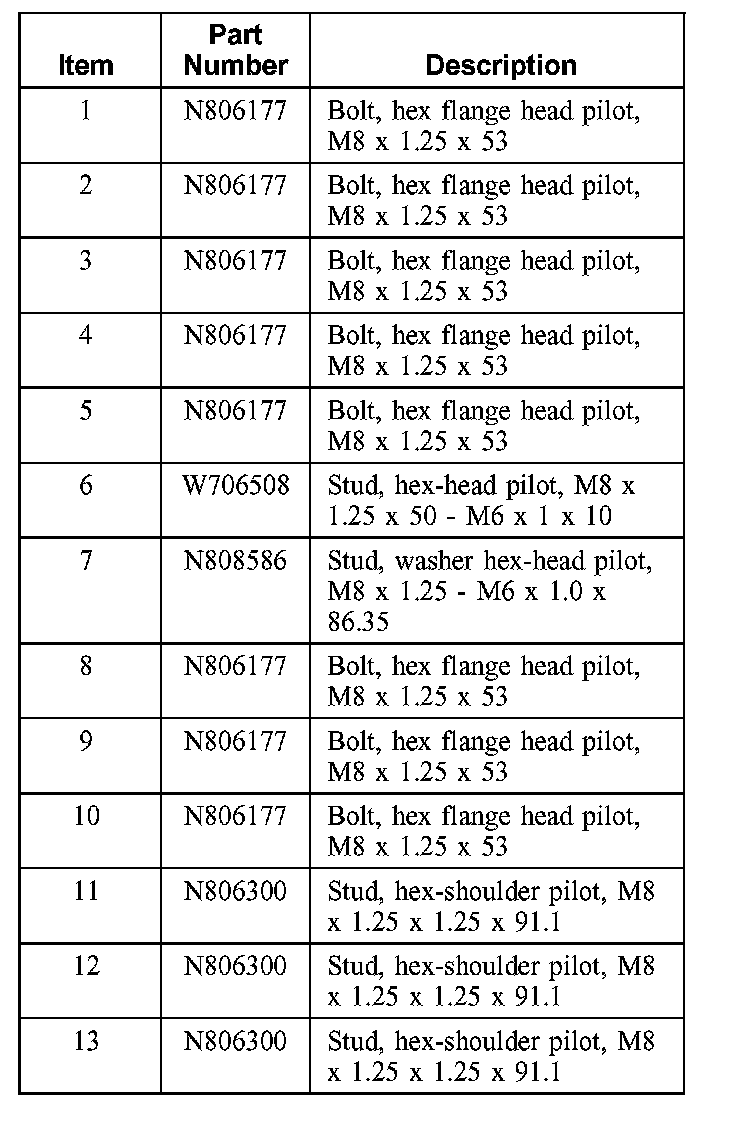 Item Part Number Description
1 N806177 Bolt, hex flange head pilot,
M8 x 1.25 x 53
2 N806177 Bolt, hex flange head pilot,
M8 x 1.25 x 53
3 N806177 Bolt, hex flange head pilot,
M8 x 1.25 x 53
4 N806177 Bolt, hex flange head pilot,
M8 x 1.25 x 53
5 N806177 Bolt, hex flange head pilot,
M8 x 1.25 x 53
6 W706508 Stud, hex-head pilot, M8 x
1.25 x 50 - M6 x 1 x 10
7 N808586 Stud, washer hex-head pilot,
M8 x 1.25 - M6 x 1.0 x
86.35
8 N806177 Bolt, hex flange head pilot,
M8 x 1.25 x 53
9 N806177 Bolt, hex flange head pilot,
M8 x 1.25 x 53
10 N806177 Bolt, hex flange head pilot,
M8 x 1.25 x 53
11 N806300 Stud, hex-shoulder pilot, M8
x 1.25 x 1.25 x 91.1
12 N806300 Stud, hex-shoulder pilot, M8
x 1.25 x 1.25 x 91.1
13 N806300 Stud, hex-shoulder pilot, M8
x 1.25 x 1.25 x 91.1